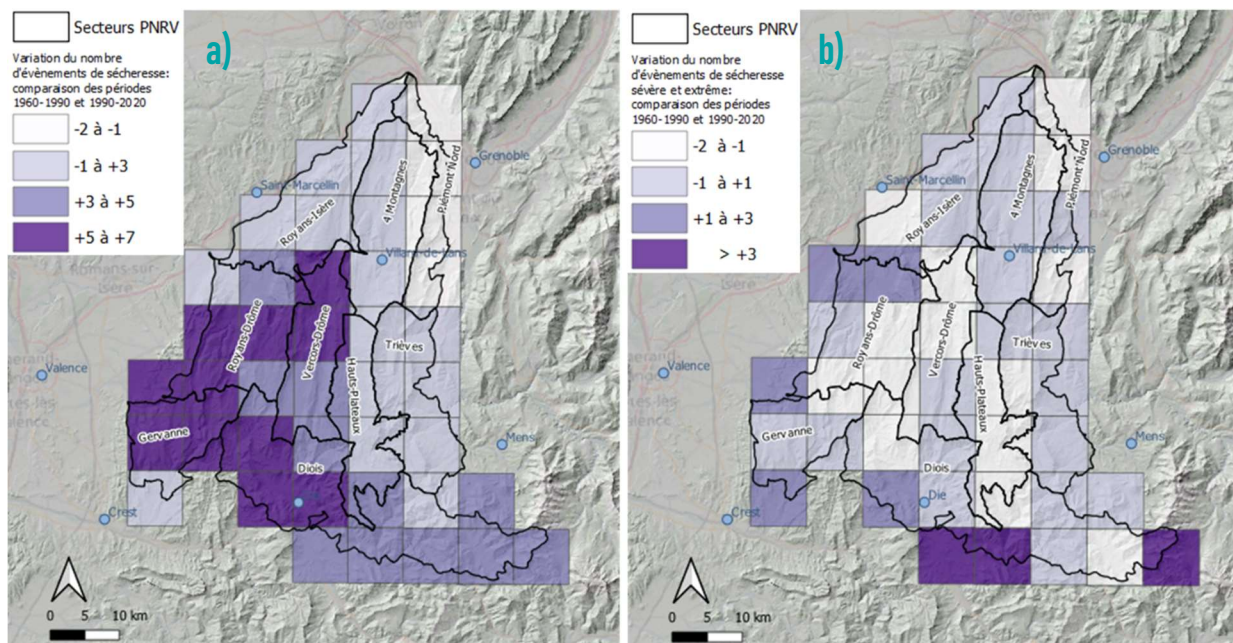 Secteurs PNRV
Variation du nombre
d'évènements de sécheresse:
comparaison des périodes
1960-1990 et 1990-2020
-2 à -1
-1 à +3
+3 à +5
+5 à +7
a)
Grenoble
Saint-Marcellin
Piémont Nord
4 Montagnes
Royans-Isère
Villard-de-Lans
Romans-sur-
Isère
Royans-Drôme
Vercors-Drôme
Hauts-Plateaux
Trièves
Valence
Gervanne
Mens
Diois
Crest
0 5 10 km
Secteurs PNRV
Variation du nombre
d'évènements de sécheresse
sévère et extrême:
comparaison des périodes
1960-1990 et 1990-2020
-2 à -1
-1 à +1
+1 à +3
> +3
b)
Grenoble
Saint-Marcellin
Piémont Nord
4 Montagnes
Royans-Isère
Villard-de-Lans
Royans-Drôme
Vercors-Drôme
Hauts-Plateaux
Trièves
Valence
Gervanne
Mens
Diois
Die
Crest
0 5 10 km